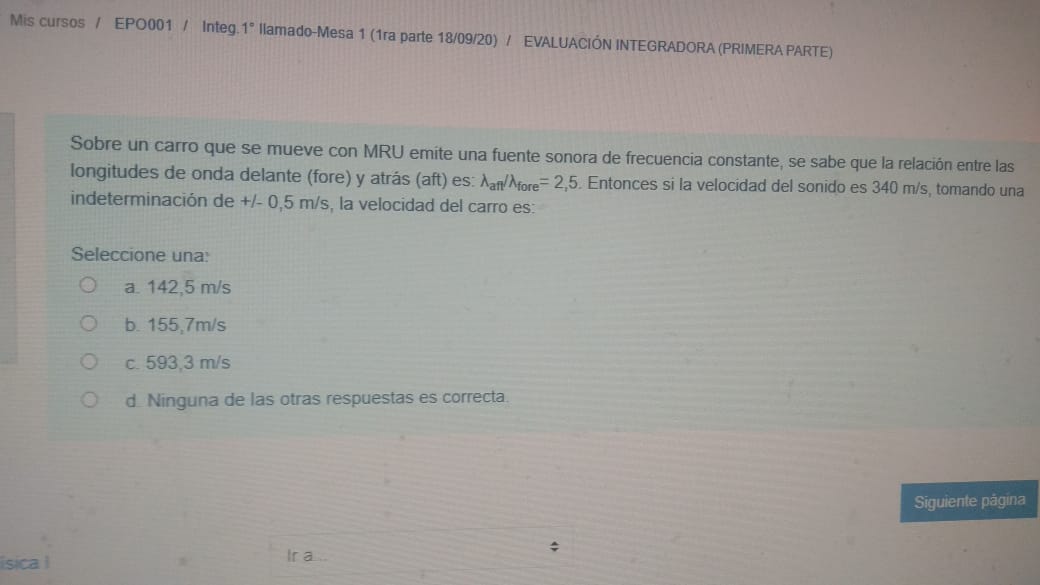 Mis cursos / EPO001 / Integ.1° llamado-Mesa 1 (1ra parte 18/09/20) / EVALUACIÓN INTEGRADORA (PRIMERA PARTE)
Sobre un carro que se mueve con MRU emite una fuente sonora de frecuencia constante, se sabe que la relación entre las
longitudes de onda delante (fore) y atrás (aft) es: λaft/λfore= 2,5. Entonces si la velocidad del sonido es 340 m/s, tomando una
indeterminación de +/- 0,5 m/s, la velocidad del carro es:
Seleccione una:
a. 142,5 m/s
b. 155,7m/s
c. 593,3 m/s
d. Ninguna de las otras respuestas es correcta.
Siguiente página
Ir a...
ísica I